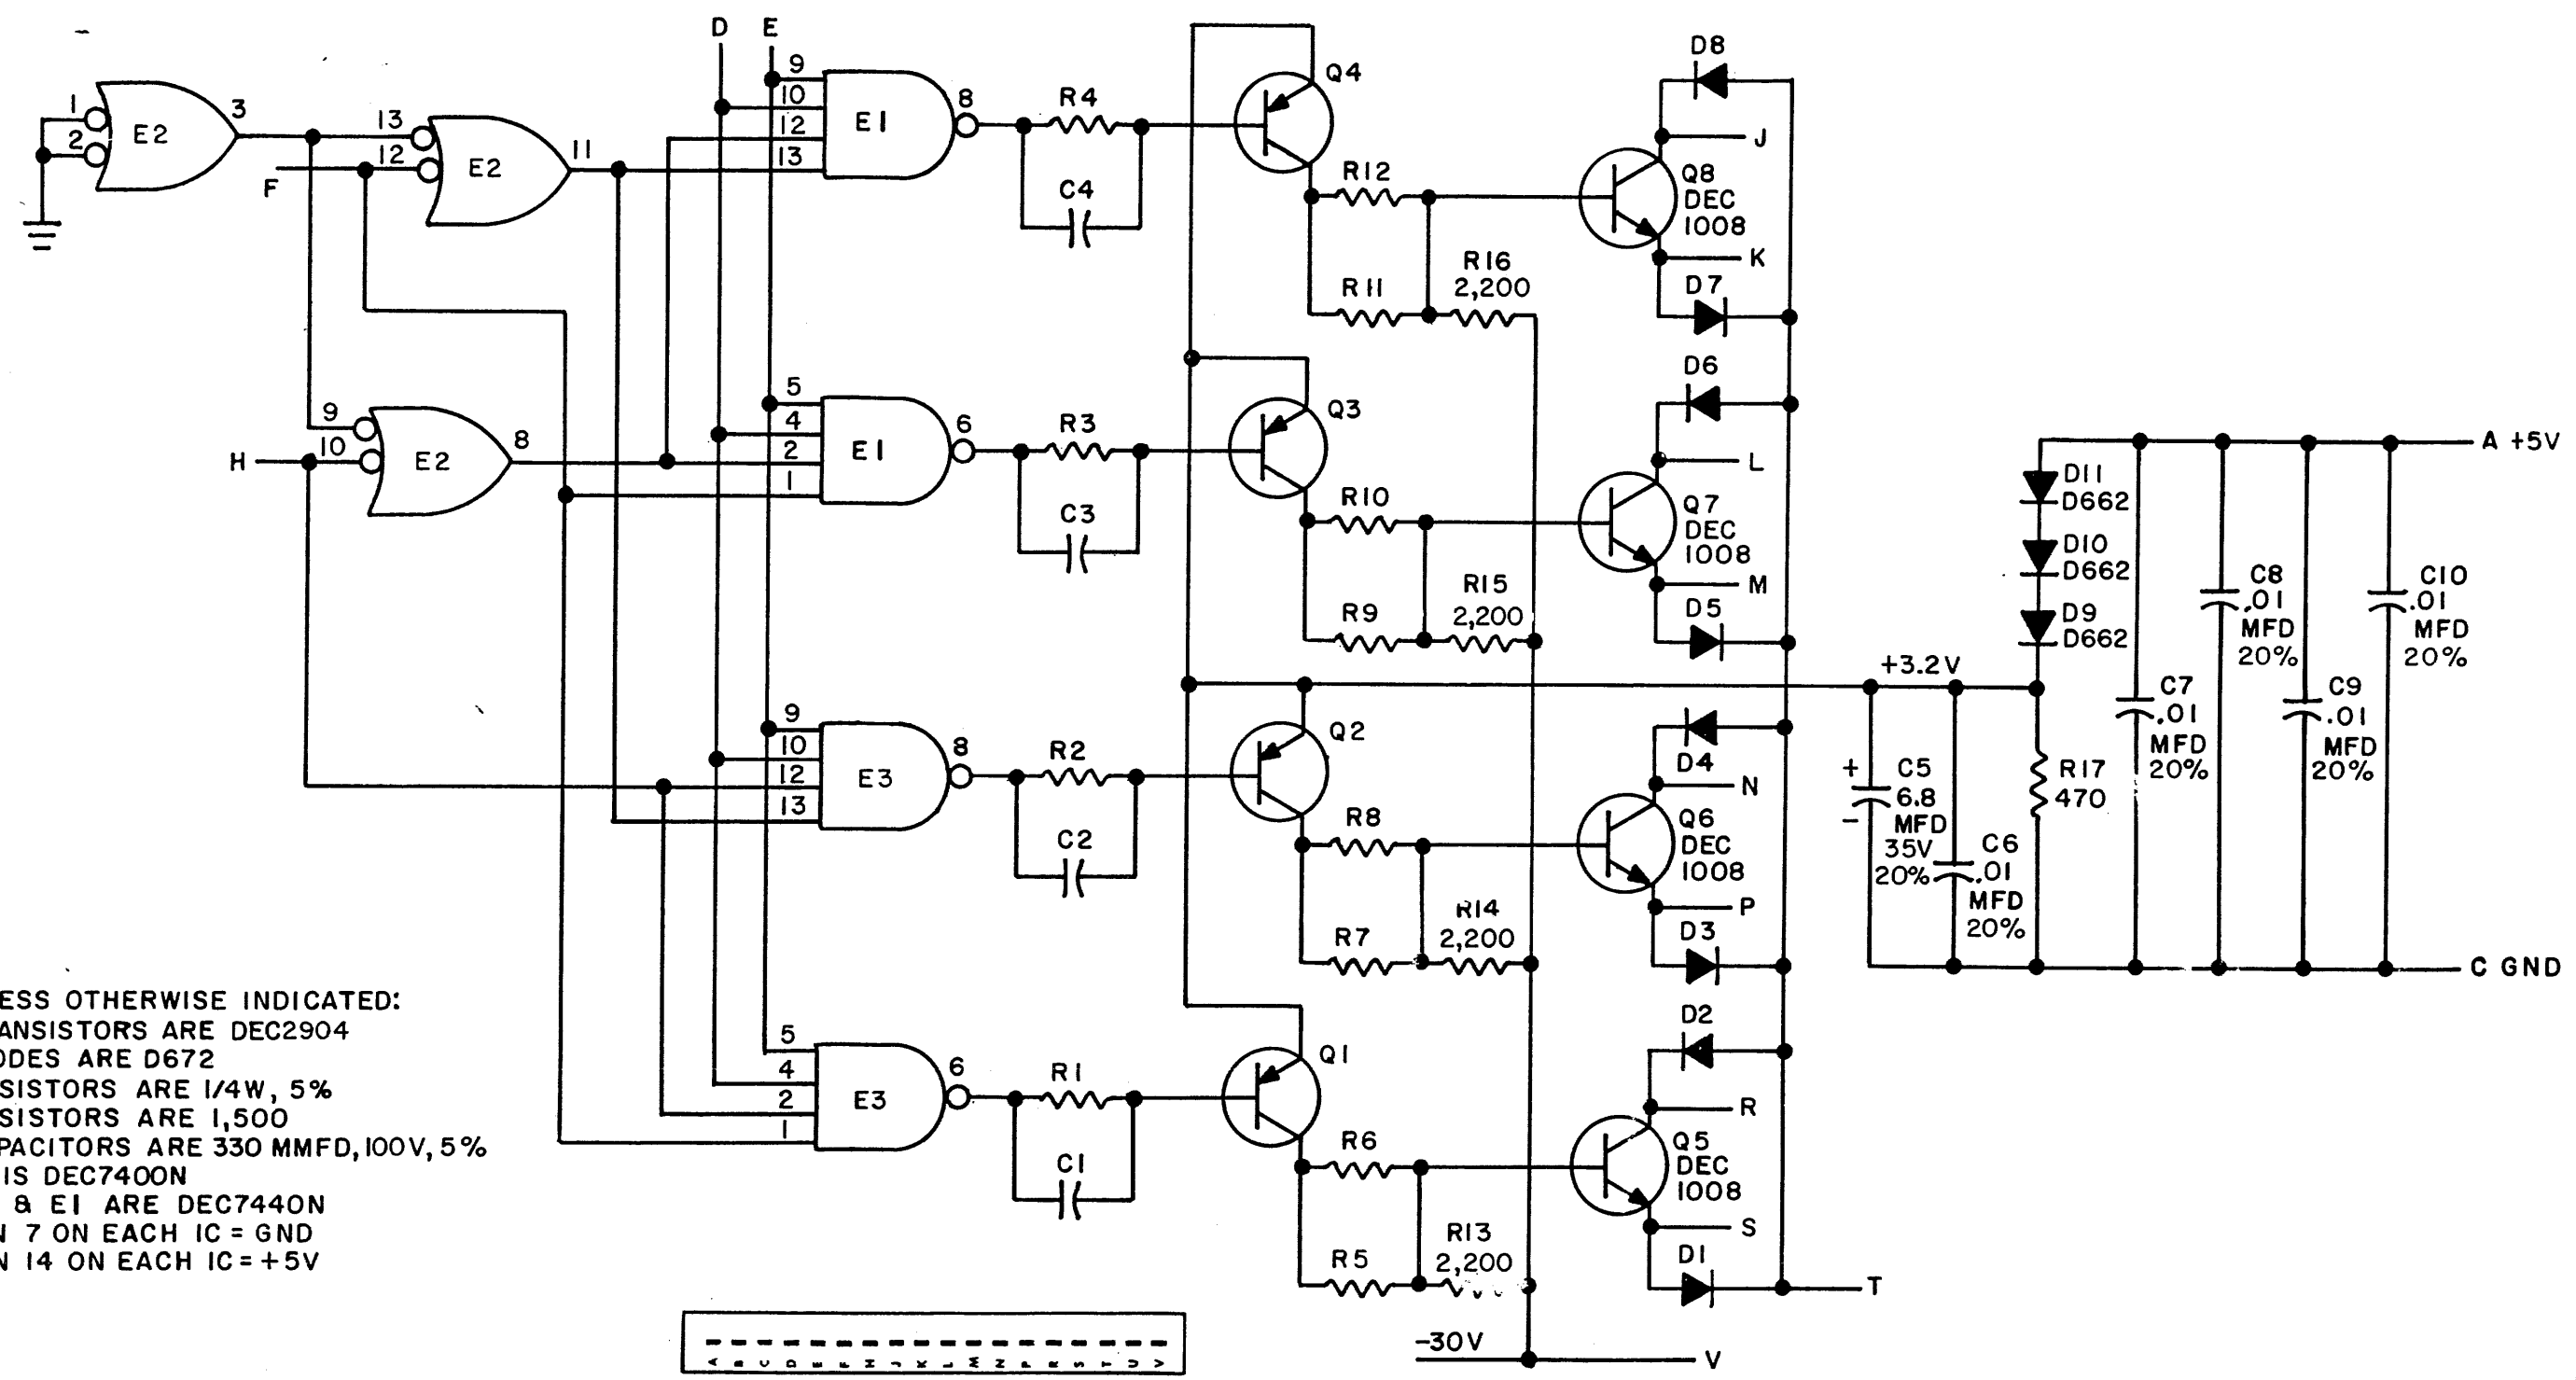 D E
1
2
E2
3
13
12
F
E2
11
9
10
12
13
E1
8
R4
C4
Q4
R12
R11
R16
2,200
D8
J
Q8
DEC
1008
K
D7
H
9
10
E2
8
5
4
2
1
E1
6
R3
C3
Q3
R10
R9
R15
2,200
D6
L
Q7
DEC
1008
M
D5
9
10
12
13
E3
8
R2
C2
Q2
R8
R7
R14
2,200
D4
N
Q6
DEC
1008
P
D3
5
4
2
1
E3
6
R1
C1
Q1
R6
R5
R13
2,200
D2
R
Q5
DEC
1008
S
D1
T
-30V
V
A +5V
D11
D662
D10
D662
D9
D662
+3.2V
+
-
C5
6.8
MFD
35V
20%
C6
.01
MFD
20%
R17
470
C7
.01
MFD
20%
C8
.01
MFD
20%
C9
.01
MFD
20%
C10
.01
MFD
20%
C GND
ESS OTHERWISE INDICATED:
ANSISTORS ARE DEC2904
ODES ARE D672
SISTORS ARE 1/4W, 5%
SISTORS ARE 1,500
PACITORS ARE 330 MMFD, 100V, 5%
IS DEC7400N
& E1 ARE DEC7440N
N 7 ON EACH IC = GND
N 14 ON EACH IC = +5V
A B C D E F H J K L M N P R S T U V